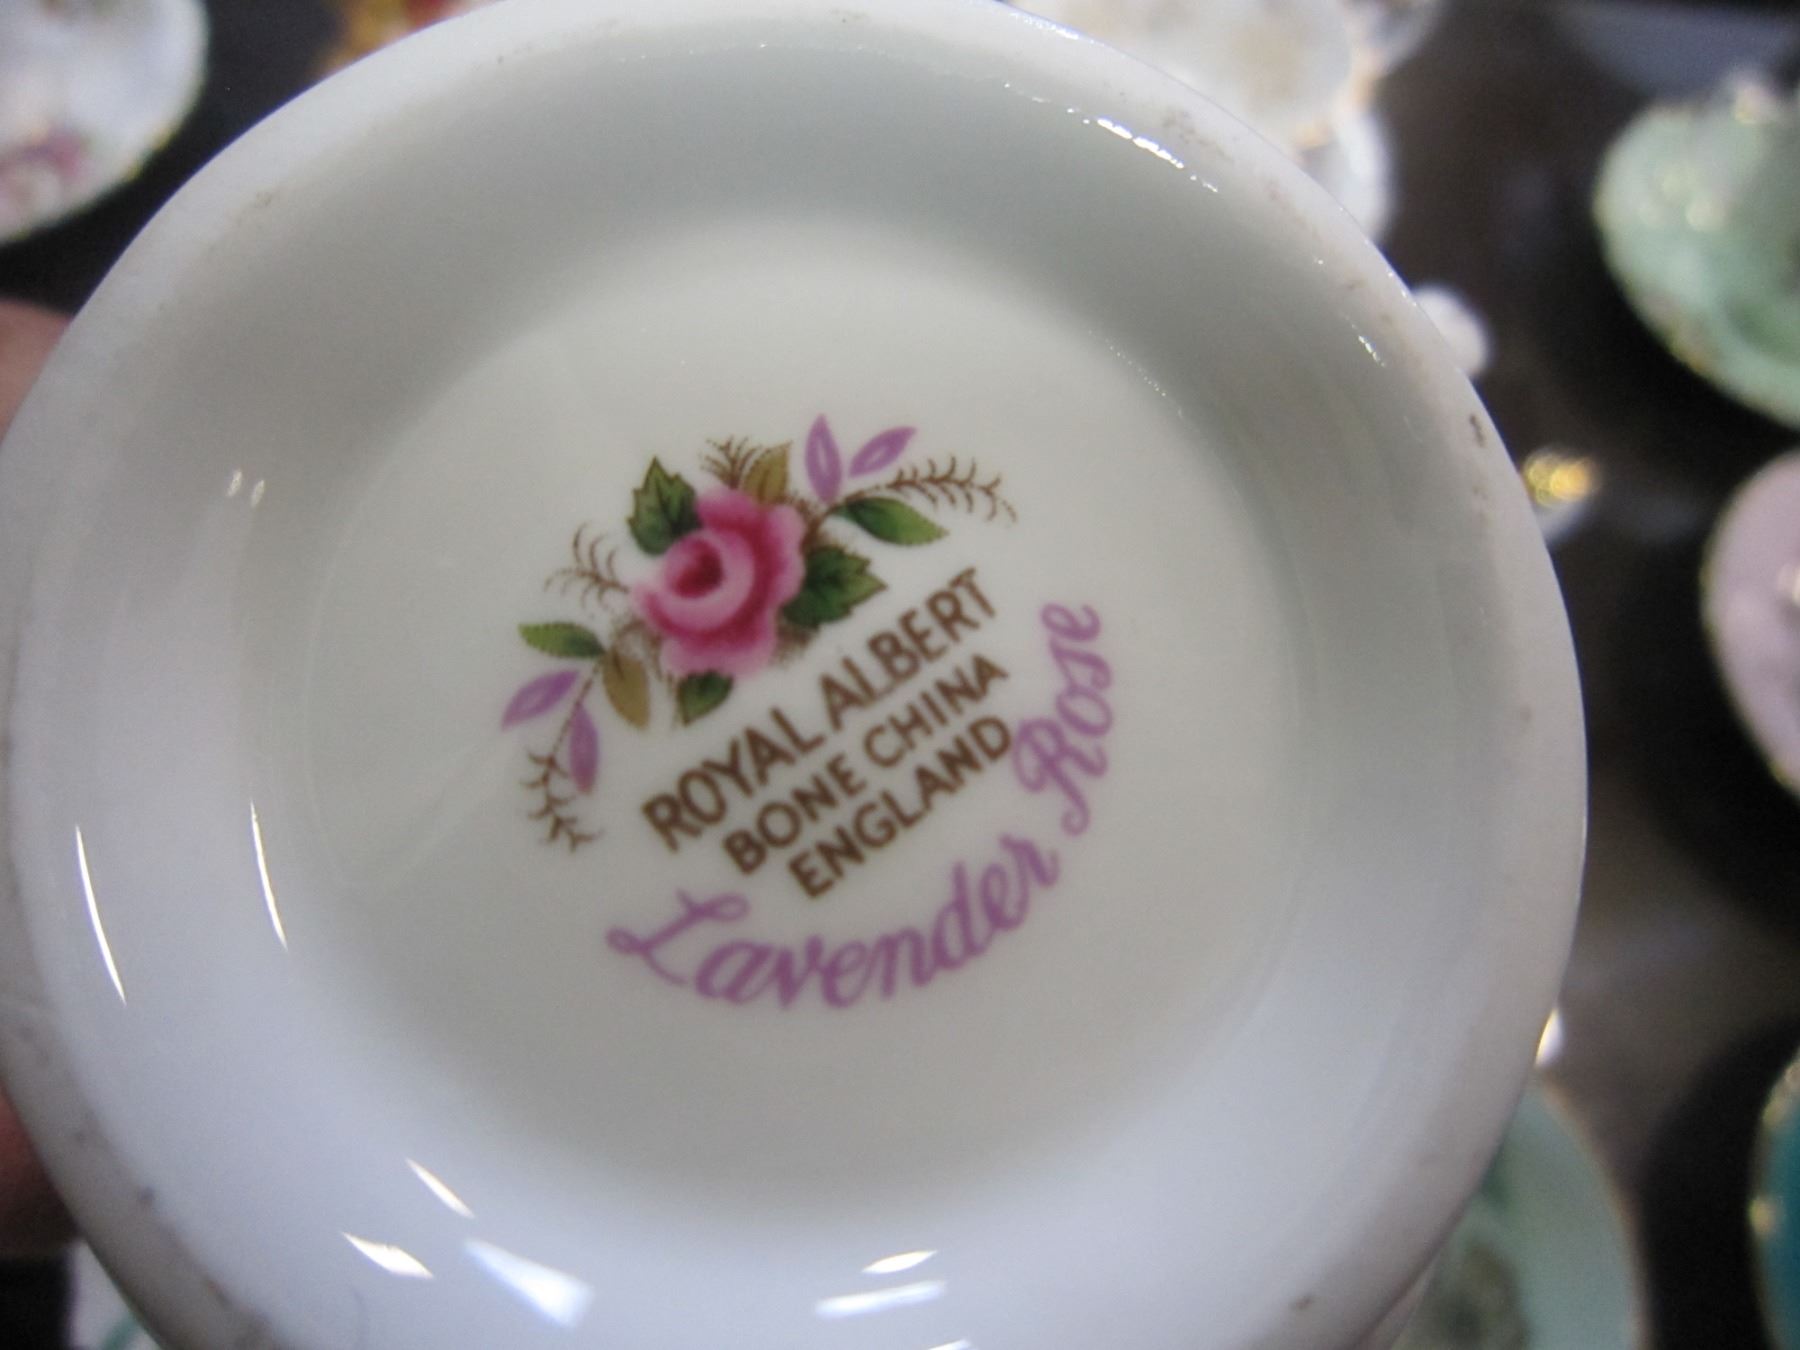 ROYAL ALBERT
BONE CHINA
ENGLAND
Lavender Rose